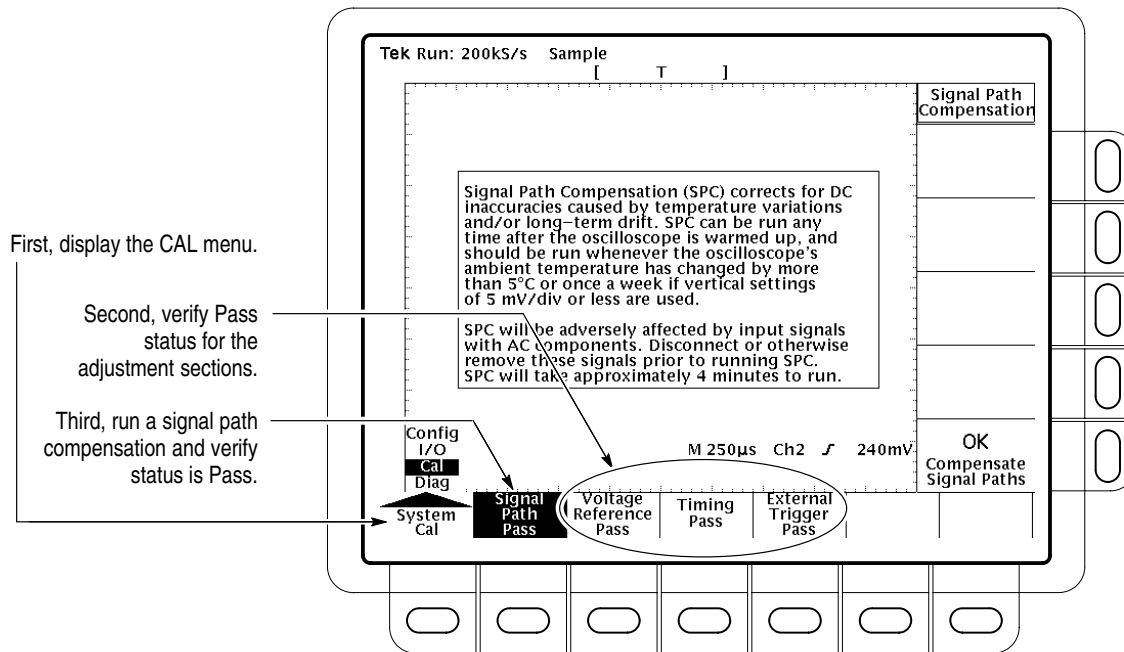 Tek Run: 200kS/s Sample
[ T ]
Signal Path
Compensation
Signal Path Compensation (SPC) corrects for DC
inaccuracies caused by temperature variations
and/or long−term drift. SPC can be run any
time after the oscilloscope is warmed up, and
should be run whenever the oscilloscope's
ambient temperature has changed by more
than 5°C or once a week if vertical settings
of 5 mV/div or less are used.
SPC will be adversely affected by input signals
with AC components. Disconnect or otherwise
remove these signals prior to running SPC.
SPC will take approximately 4 minutes to run.
First, display the CAL menu.
Second, verify Pass
status for the
adjustment sections.
Third, run a signal path
compensation and verify
status is Pass.
Config
I/O
Cal
Diag
M 250µs Ch2 ƒ 240mV
OK
Compensate
Signal Paths
System
Cal
Signal
Path
Pass
Voltage
Reference
Pass
Timing
Pass
External
Trigger
Pass